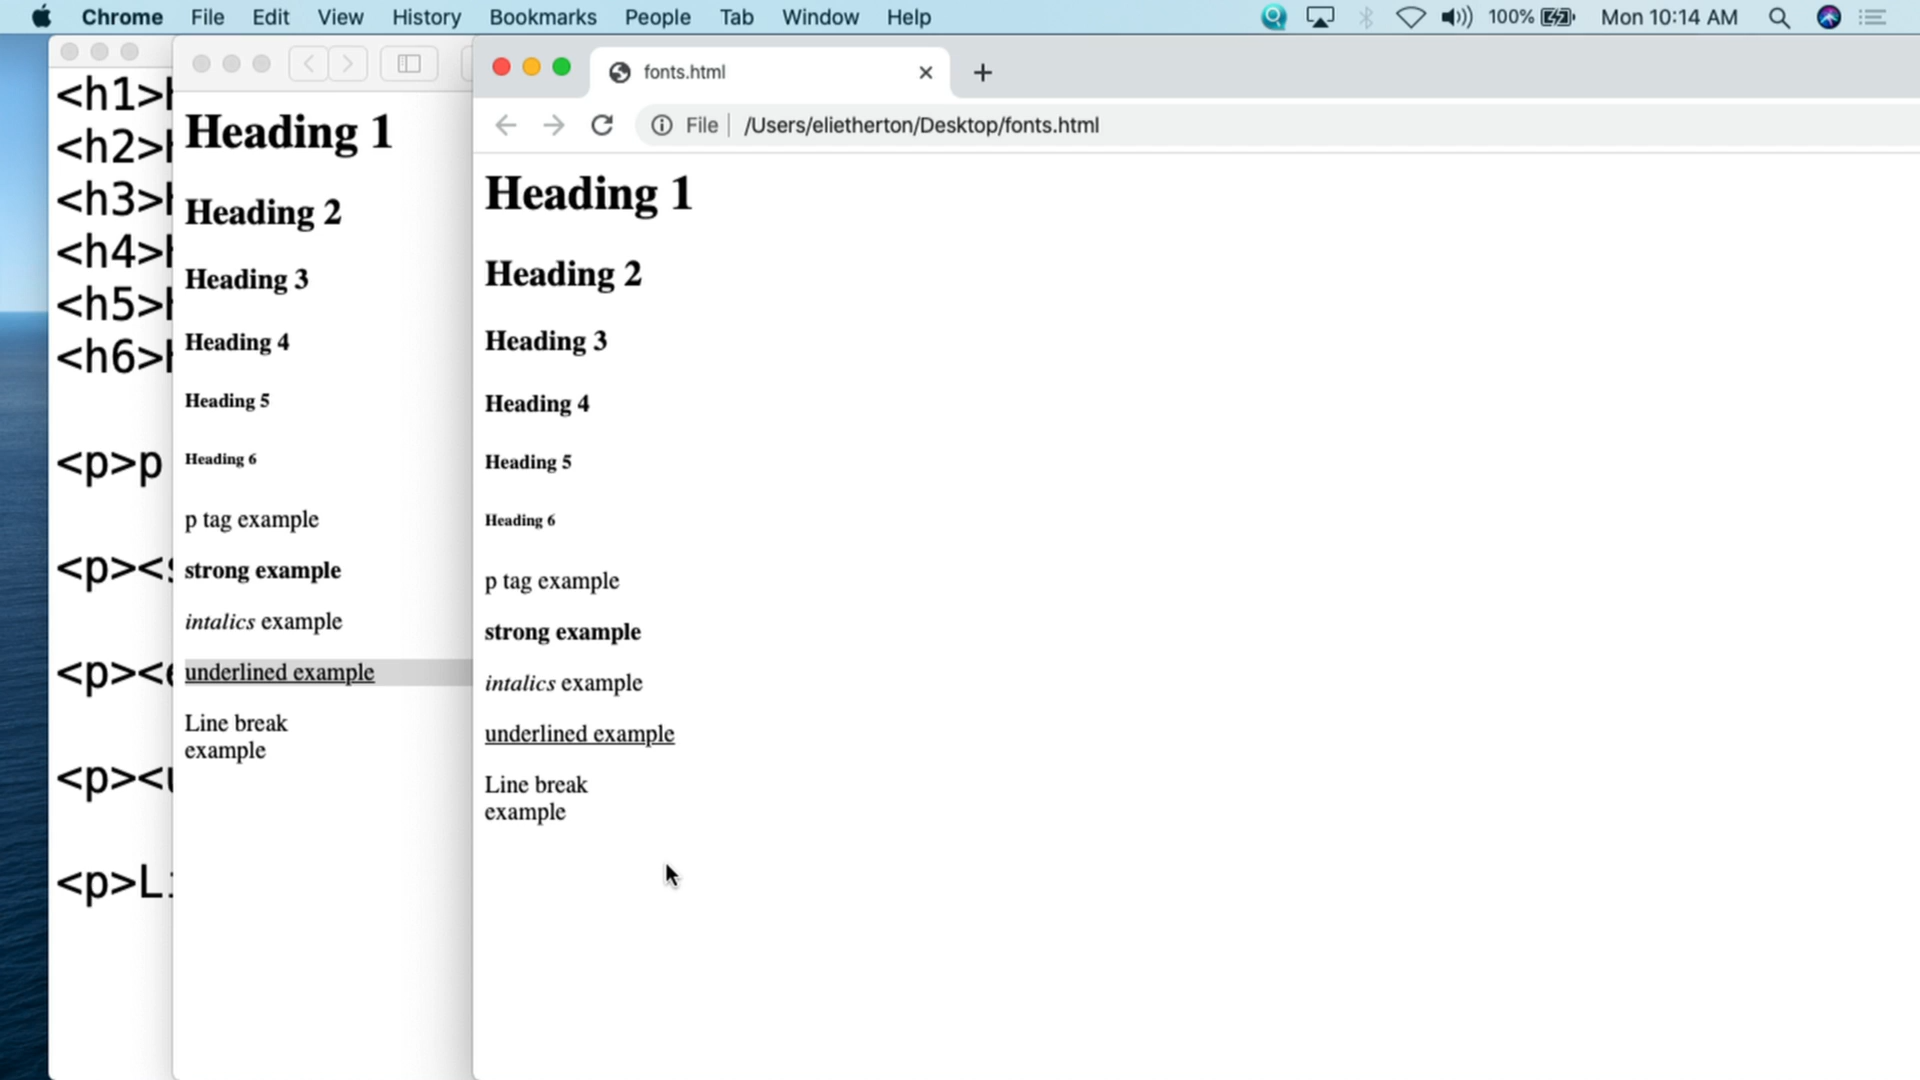 Chrome File Edit View History Bookmarks People Tab Window Help 100% Mon 10:14 AM
<h1>
<h2>
<h3>
<h4>
<h5>
<h6>
<p>p
<p><
<p><
<p><
<p>L
Heading 1
Heading 2
Heading 3
Heading 4
Heading 5
Heading 6
p tag example
strong example
intalics example
underlined example
Line break
example
fonts.html
File /Users/elietherton/Desktop/fonts.html
Heading 1
Heading 2
Heading 3
Heading 4
Heading 5
Heading 6
p tag example
strong example
intalics example
underlined example
Line break
example